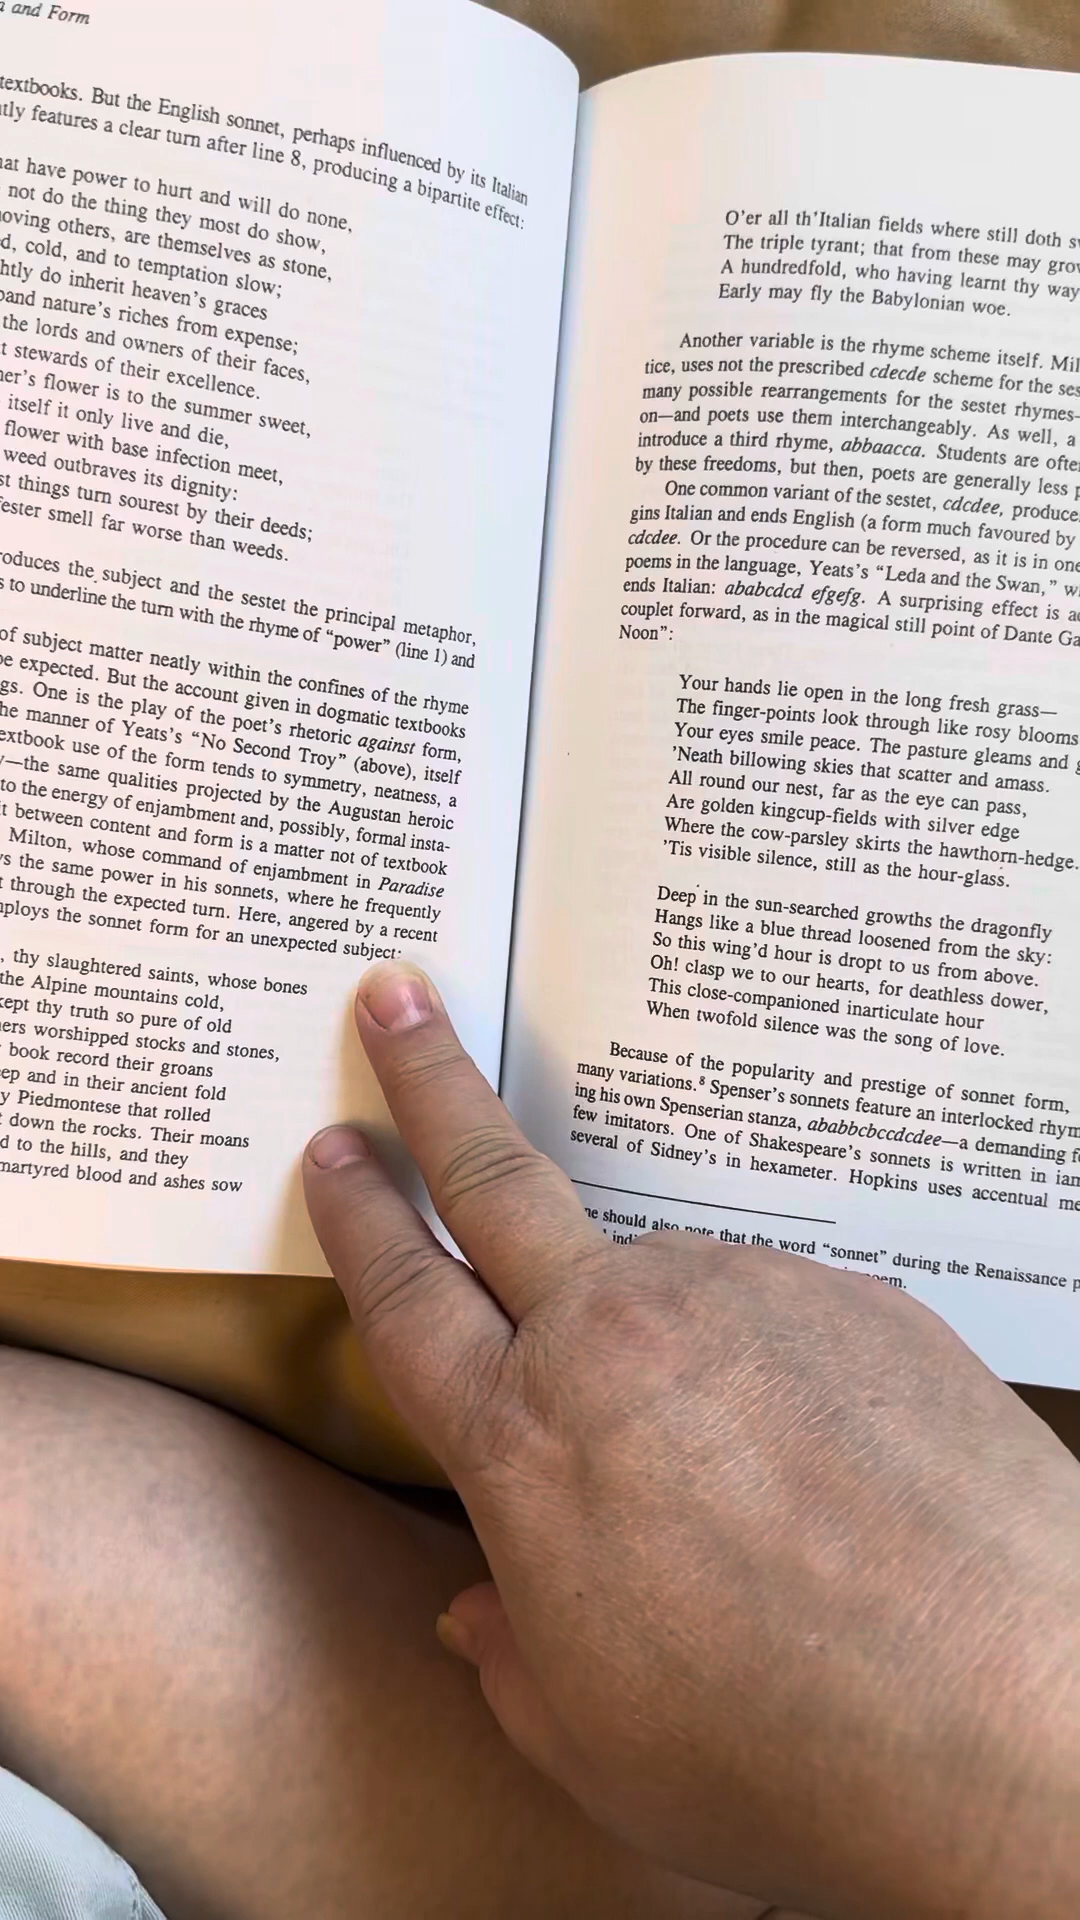 and Form
textbooks. But the English sonnet, perhaps influenced by its Italian
features a clear turn after line 8, producing a bipartite effect:
have power to hurt and will do none,
not do the thing they most do show,
others, are themselves as stone,
cold, and to temptation slow;
do inherit heaven's graces
nature's riches from expense;
the lords and owners of their faces,
stewards of their excellence.
flower is to the summer sweet,
itself it only live and die,
flower with base infection meet,
weed outbraves its dignity:
things turn sourest by their deeds;
smell far worse than weeds.
the subject and the sestet the principal metaphor,
to underline the turn with the rhyme of “power” (line 1) and
of subject matter neatly within the confines of the rhyme
be expected. But the account given in dogmatic textbooks
One is the play of the poet's rhetoric against form,
manner of Yeats's “No Second Troy” (above), itself
textbook use of the form tends to symmetry, neatness, a
—the same qualities projected by the Augustan heroic
to the energy of enjambment and, possibly, formal insta-
between content and form is a matter not of textbook
Milton, whose command of enjambment in Paradise
the same power in his sonnets, where he frequently
through the expected turn. Here, angered by a recent
employs the sonnet form for an unexpected subject:
thy slaughtered saints, whose bones
the Alpine mountains cold,
thy truth so pure of old
worshipped stocks and stones,
book record their groans
and in their ancient fold
Piedmontese that rolled
down the rocks. Their moans
to the hills, and they
martyred blood and ashes sow
O'er all th'Italian fields where still doth
The triple tyrant; that from these may
A hundredfold, who having learnt thy way
Early may fly the Babylonian woe.
Another variable is the rhyme scheme itself.
tice, uses not the prescribed cdecde scheme for the
many possible rearrangements for the sestet rhymes—
on—and poets use them interchangeably. As well, a
introduce a third rhyme, abbaacca. Students are
by these freedoms, but then, poets are generally less
One common variant of the sestet, cdcdee,
gins Italian and ends English (a form much favoured by
cdcdee. Or the procedure can be reversed, as it is in one
poems in the language, Yeats's “Leda and the Swan,”
ends Italian: ababcdcd efgefg. A surprising effect is
couplet forward, as in the magical still point of Dante
Noon”:
Your hands lie open in the long fresh grass—
The finger-points look through like rosy blooms
Your eyes smile peace. The pasture gleams and
'Neath billowing skies that scatter and amass.
All round our nest, far as the eye can pass,
Are golden kingcup-fields with silver edge
Where the cow-parsley skirts the hawthorn-hedge.
'Tis visible silence, still as the hour-glass.
Deep in the sun-searched growths the dragonfly
Hangs like a blue thread loosened from the sky:
So this wing'd hour is dropt to us from above.
Oh! clasp we to our hearts, for deathless dower,
This close-companioned inarticulate hour
When twofold silence was the song of love.
Because of the popularity and prestige of sonnet form,
many variations.⁸ Spenser's sonnets feature an interlocked
ing his own Spenserian stanza, ababbcbccdcdee—a demanding
few imitators. One of Shakespeare's sonnets is written in
several of Sidney's in hexameter. Hopkins uses accentual
should also note that the word “sonnet” during the Renaissance